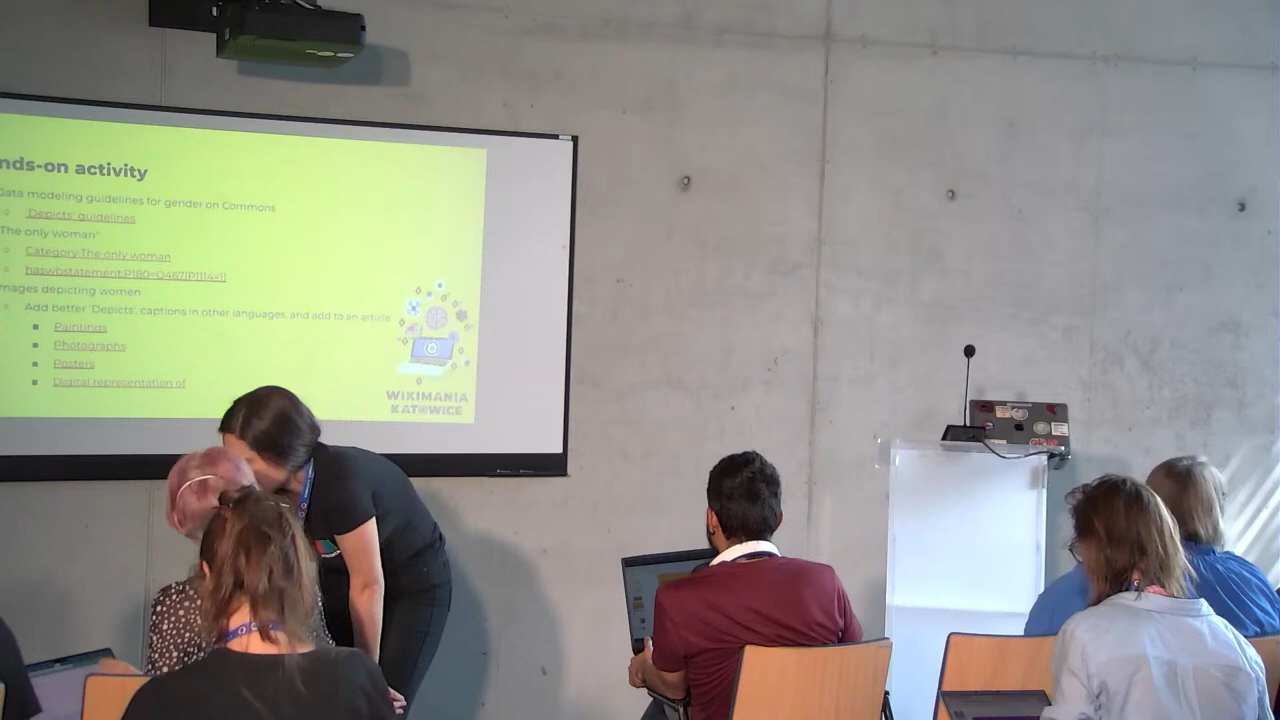 nds-on activity
Data modeling guidelines for gender on Commons
'Depicts' guidelines
The only woman"
Category:The only woman
haswbstatement:P180=Q467[P1114=1]
mages depicting women
Add better 'Depicts', captions in other languages, and add to an article
Paintings
Photographs
Posters
Digital representation of
WIKIMANIA
KATOWICE